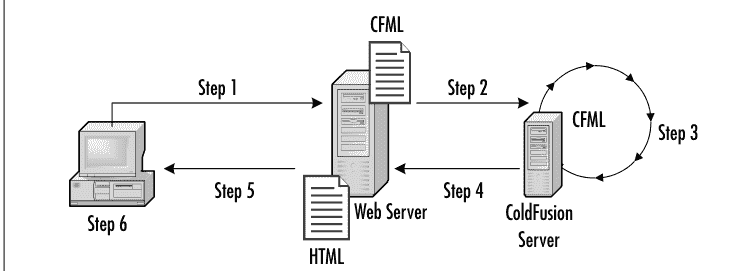 CFML
Step 1
Step 2
CFML
Step 3
Step 5
Step 4
Step 6
Web Server
ColdFusion
Server
HTML